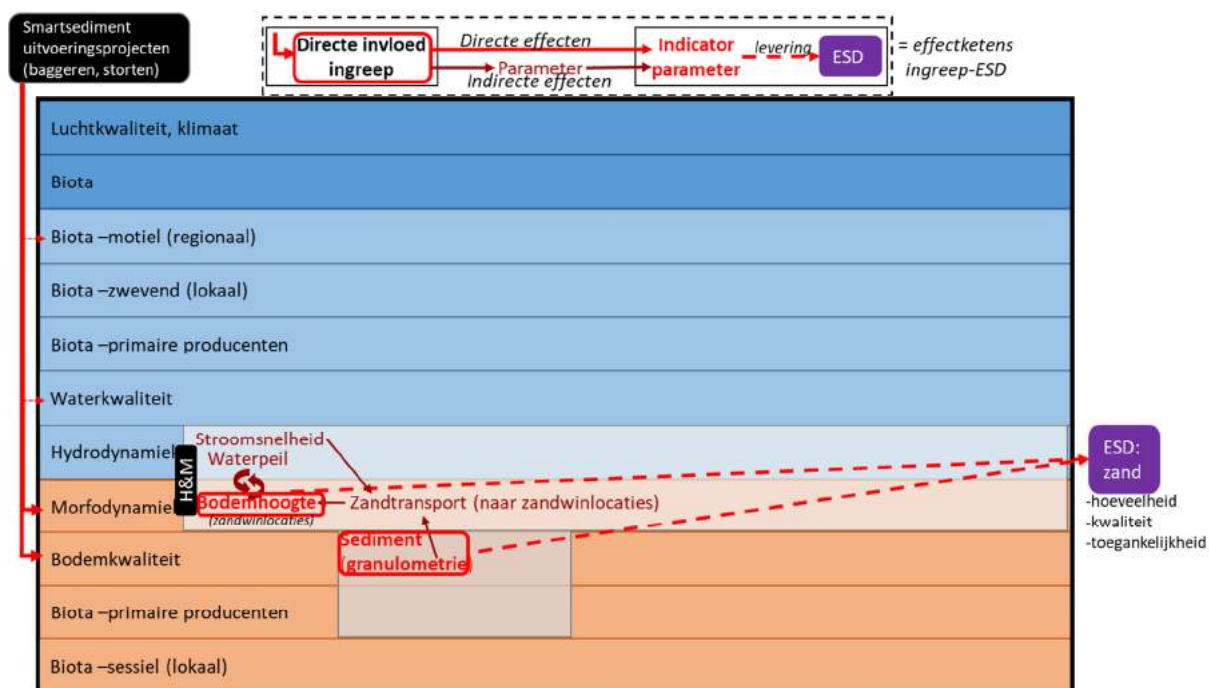 Smartsediment
uitvoeringsprojecten
(baggeren, storten)
Directe invloed
ingreep
Directe effecten
Parameter
Indirecte effecten
Indicator
parameter
levering
ESD
= effectketens
ingreep-ESD
Luchtkwaliteit, klimaat
Biota
Biota –motiel (regionaal)
Biota –zwevend (lokaal)
Biota –primaire producenten
Waterkwaliteit
Hydrodynamiek
Stroomsnelheid
Waterpeil
H&M
Morfodynamie
Bodemhoogte
(zandwinlocaties)
Zandtransport (naar zandwinlocaties)
Bodemkwaliteit
Sediment
(granulometrie)
Biota –primaire producenten
Biota –sessiel (lokaal)
ESD:
zand
-hoeveelheid
-kwaliteit
-toegankelijkheid